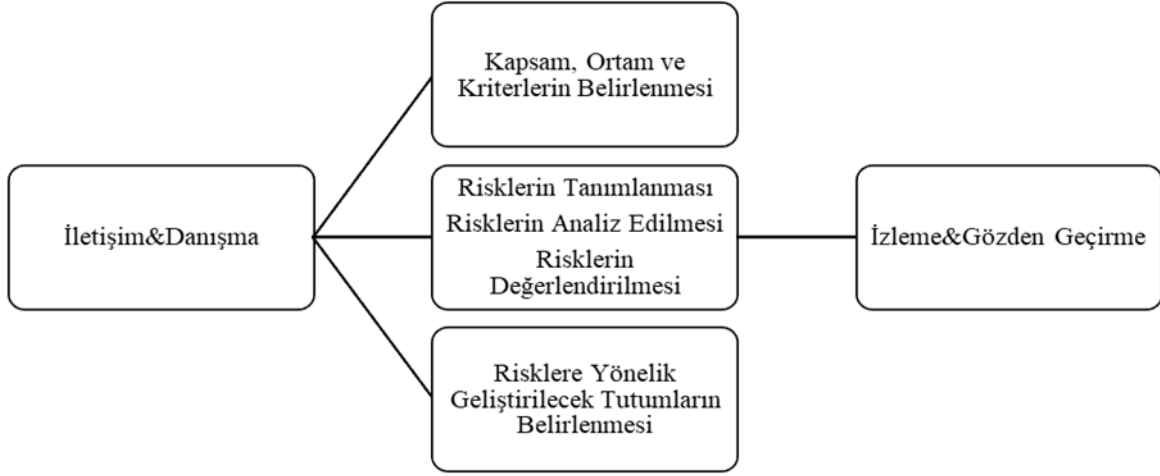 İletişim&Danışma
Kapsam, Ortam ve
Kriterlerin Belirlenmesi
Risklerin Tanımlanması
Risklerin Analiz Edilmesi
Risklerin
Değerlendirilmesi
Risklere Yönelik
Geliştirilecek Tutumların
Belirlenmesi
İzleme&Gözden Geçirme